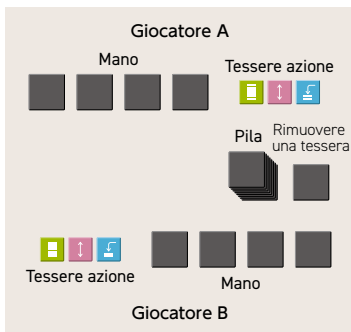 Giocatore A
Mano
Tessere azione
Pila
Rimuovere
una tessera
Tessere azione
Mano
Giocatore B